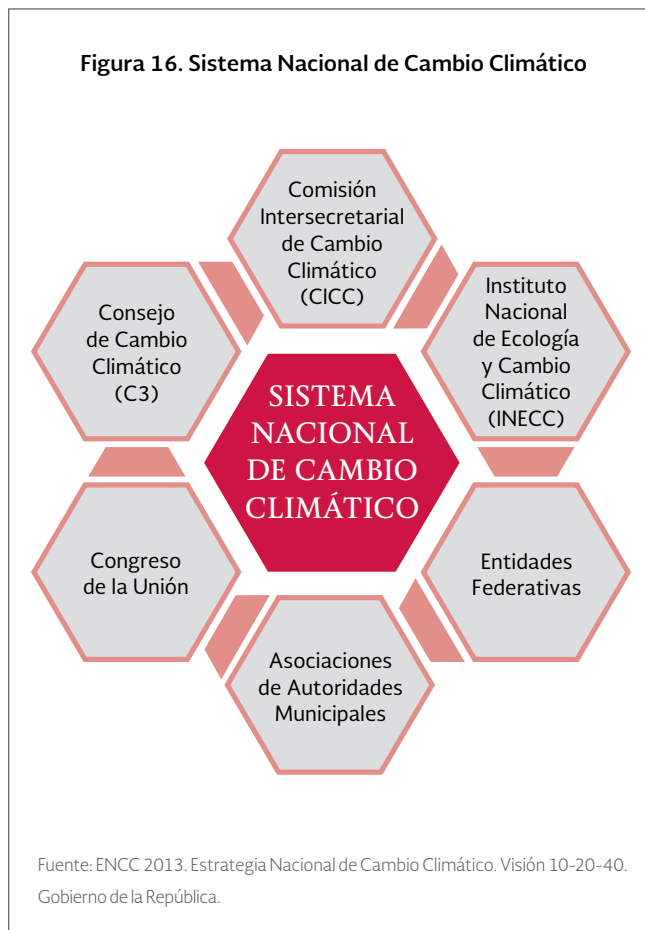 Figura 16. Sistema Nacional de Cambio Climático
Comisión
Intersecretarial
de Cambio
Climático
(CICC)
Instituto
Nacional
de Ecología
y Cambio
Climático
(INECC)
Consejo
de Cambio
Climático
(C3)
SISTEMA
NACIONAL
DE CAMBIO
CLIMÁTICO
Congreso
de la Unión
Entidades
Federativas
Asociaciones
de Autoridades
Municipales
Fuente: ENCC 2013. Estrategia Nacional de Cambio Climático. Visión 10-20-40.
Gobierno de la República.